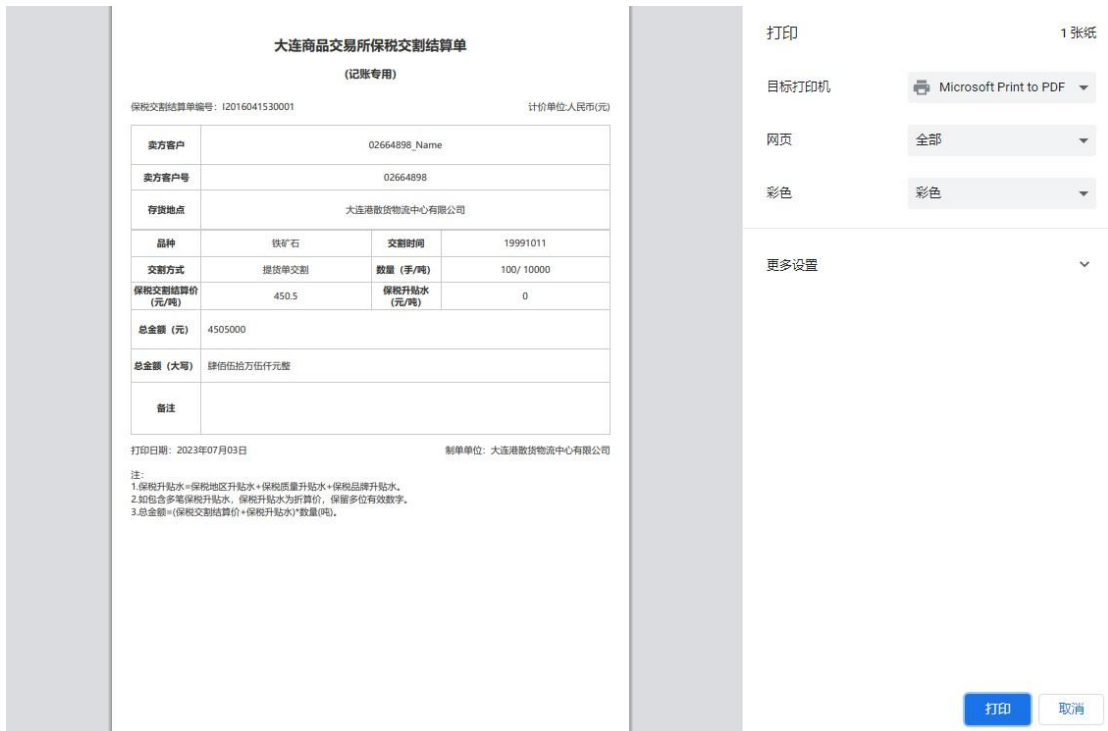 大连商品交易所保税交割结算单
(记账专用)
保税交割结算单编号：I2016041530001 计价单位:人民币(元)
卖方客户 02664898_Name
卖方客户号 02664898
存货地点 大连港散货物流中心有限公司
品种 铁矿石 交割时间 19991011
交割方式 提货单交割 数量（手/吨） 100/ 10000
保税交割结算价
(元/吨)
450.5
保税升贴水
(元/吨)
0
总金额（元） 4505000
总金额（大写） 肆佰伍拾万伍仟元整
备注
打印日期：2023年07月03日 制单单位：大连港散货物流中心有限公司
注：
1.保税升贴水=保税地区升贴水+保税质量升贴水+保税品牌升贴水。
2.如包含多笔保税升贴水，保税升贴水为折算价，保留多位有效数字。
3.总金额=(保税交割结算价+保税升贴水)*数量(吨)。
打印 1 张纸
目标打印机 Microsoft Print to PDF
网页 全部
彩色 彩色
更多设置
打印 取消